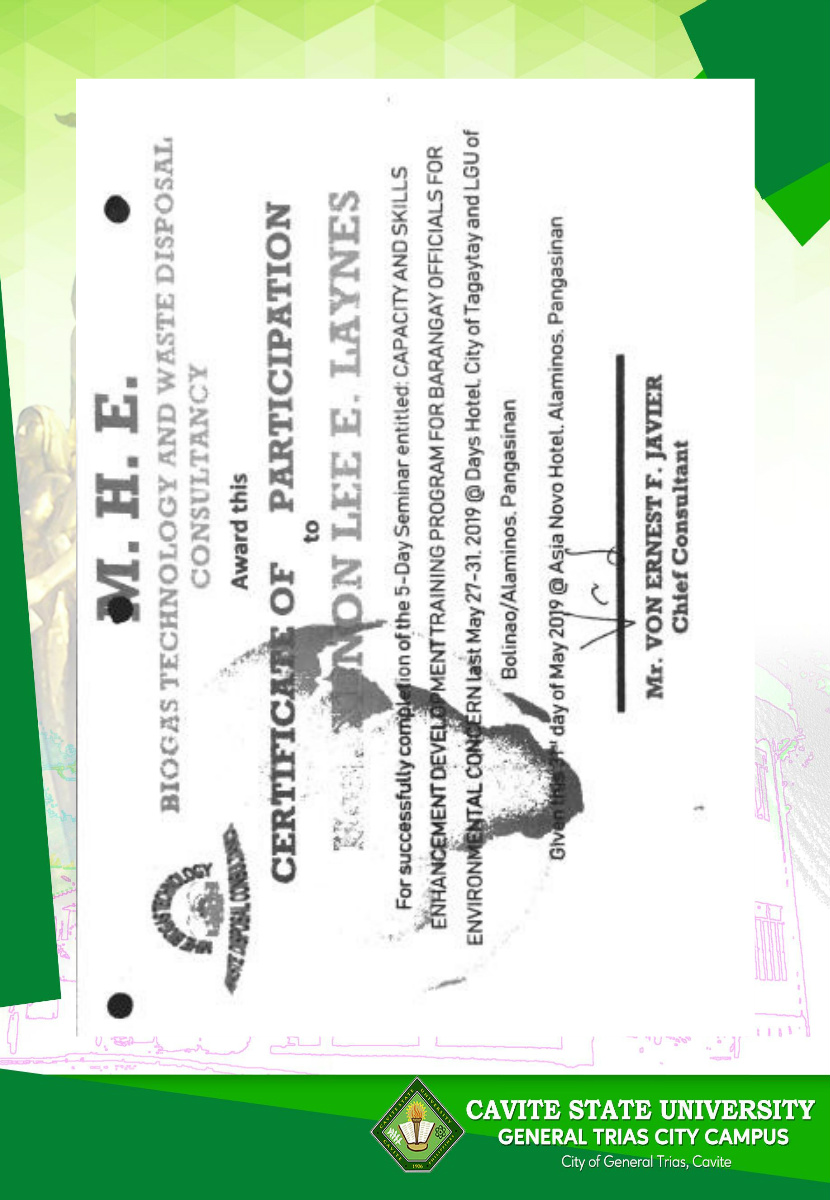 M. H. E.
BIOGAS TECHNOLOGY AND WASTE DISPOSAL
CONSULTANCY
Award this
CERTIFICATE OF PARTICIPATION
to
LEE E. LAYNES
For successfully completion of the 5-Day Seminar entitled: CAPACITY AND SKILLS
ENHANCEMENT DEVELOPMENT TRAINING PROGRAM FOR BARANGAY OFFICIALS FOR
ENVIRONMENTAL CONCERN last May 27-31, 2019 @ Days Hotel, City of Tagaytay and LGU of
Bolinao/Alaminos, Pangasinan
Given this 31st day of May 2019 @ Asia Novo Hotel, Alaminos, Pangasinan
Mr. VON ERNEST F. JAVIER
Chief Consultant
CAVITE STATE UNIVERSITY
GENERAL TRIAS CITY CAMPUS
City of General Trias, Cavite